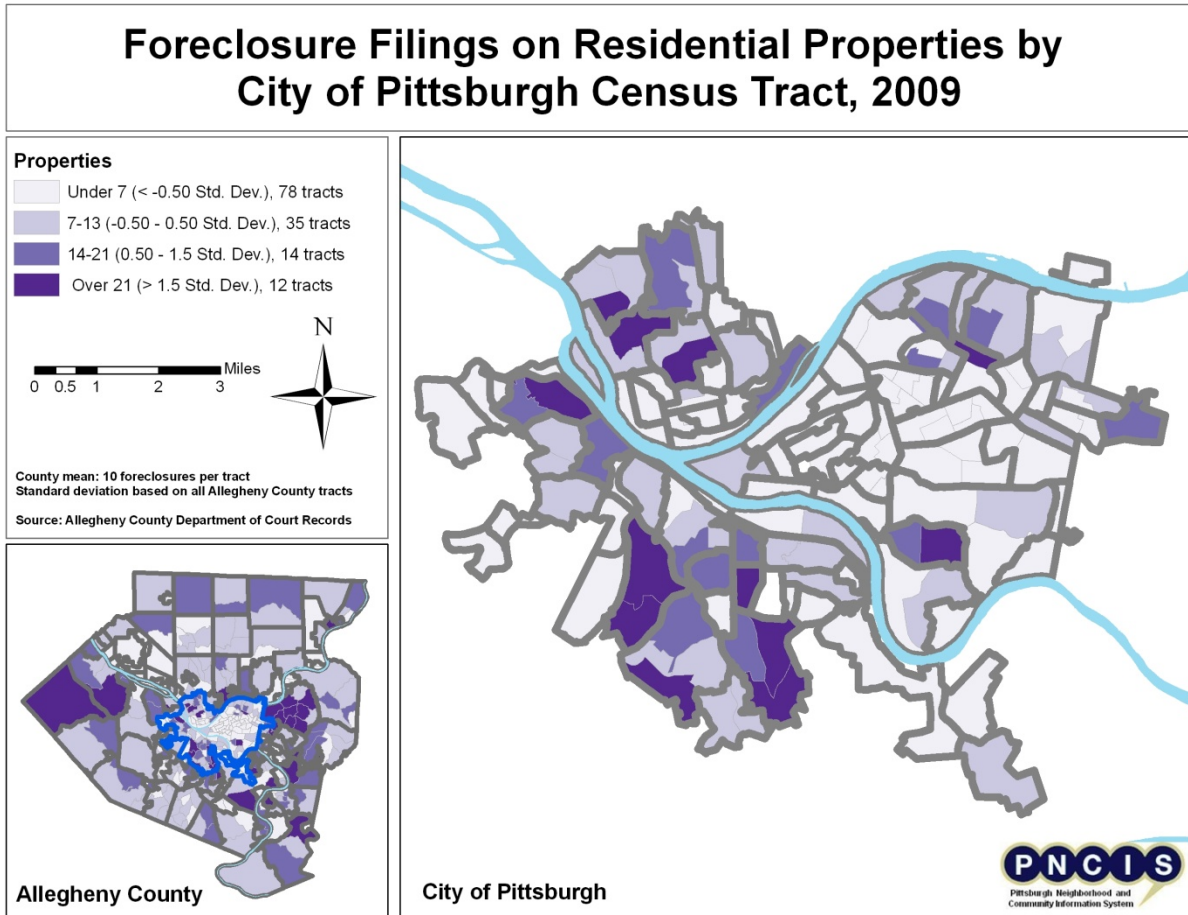 Foreclosure Filings on Residential Properties by
City of Pittsburgh Census Tract, 2009
Properties
Under 7 (< -0.50 Std. Dev.), 78 tracts
7-13 (-0.50 - 0.50 Std. Dev.), 35 tracts
14-21 (0.50 - 1.5 Std. Dev.), 14 tracts
Over 21 (> 1.5 Std. Dev.), 12 tracts
N
Miles
0 0.5 1 2 3
County mean: 10 foreclosures per tract
Standard deviation based on all Allegheny County tracts
Source: Allegheny County Department of Court Records
Allegheny County
City of Pittsburgh
PNCIS
Pittsburgh Neighborhood and
Community Information System